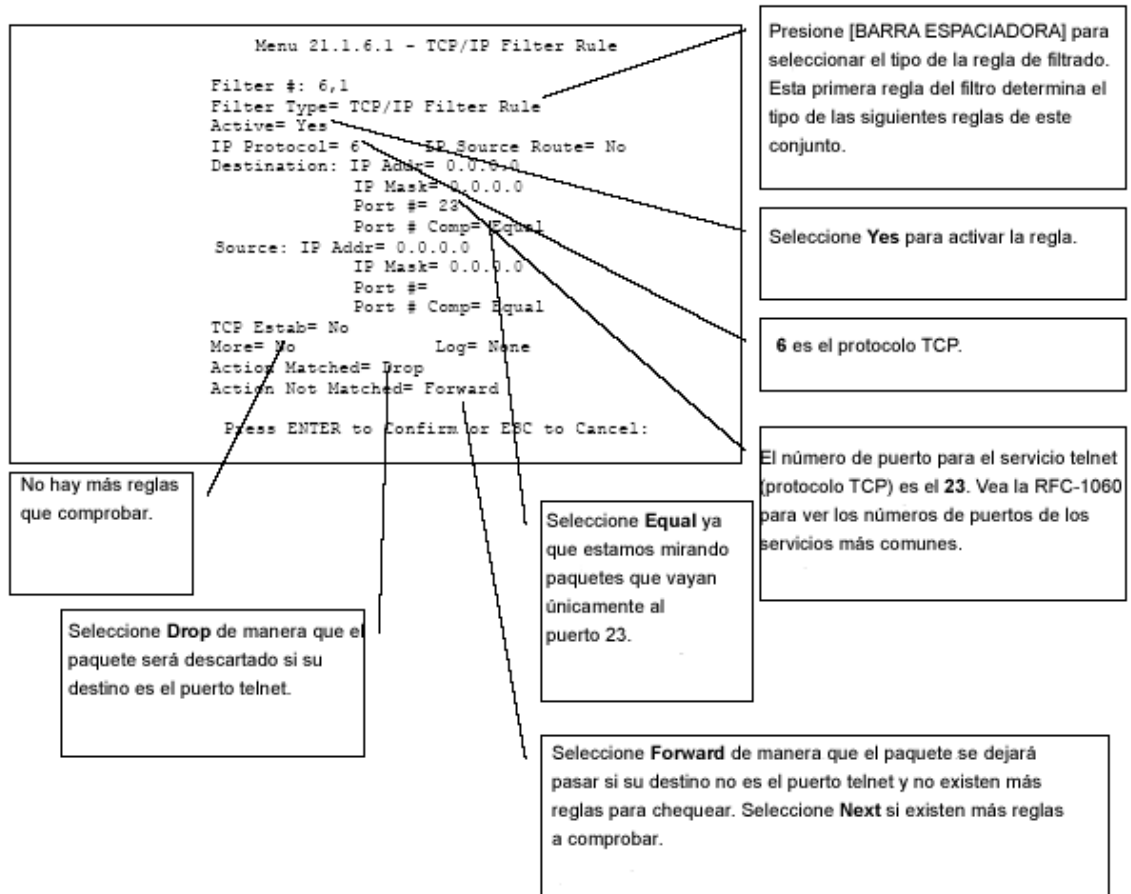 Menu 21.1.6.1 - TCP/IP Filter Rule
Filter #: 6,1
Filter Type= TCP/IP Filter Rule
Active= Yes
IP Protocol= 6 IP Source Route= No
Destination: IP Addr= 0.0.0.0
IP Mask= 0.0.0.0
Port #= 23
Port # Comp= Equal
Source: IP Addr= 0.0.0.0
IP Mask= 0.0.0.0
Port #=
Port # Comp= Equal
TCP Estab= No
More= No Log= None
Action Matched= Drop
Action Not Matched= Forward
Press ENTER to Confirm or ESC to Cancel:
Presione [BARRA ESPACIADORA] para
seleccionar el tipo de la regla de filtrado.
Esta primera regla del filtro determina el
tipo de las siguientes reglas de este
conjunto.
Seleccione Yes para activar la regla.
6 es el protocolo TCP.
El número de puerto para el servicio telnet
(protocolo TCP) es el 23. Vea la RFC-1060
para ver los números de puertos de los
servicios más comunes.
No hay más reglas
que comprobar.
Seleccione Equal ya
que estamos mirando
paquetes que vayan
únicamente al
puerto 23.
Seleccione Drop de manera que el
paquete será descartado si su
destino es el puerto telnet.
Seleccione Forward de manera que el paquete se dejará
pasar si su destino no es el puerto telnet y no existen más
reglas para chequear. Seleccione Next si existen más reglas
a comprobar.